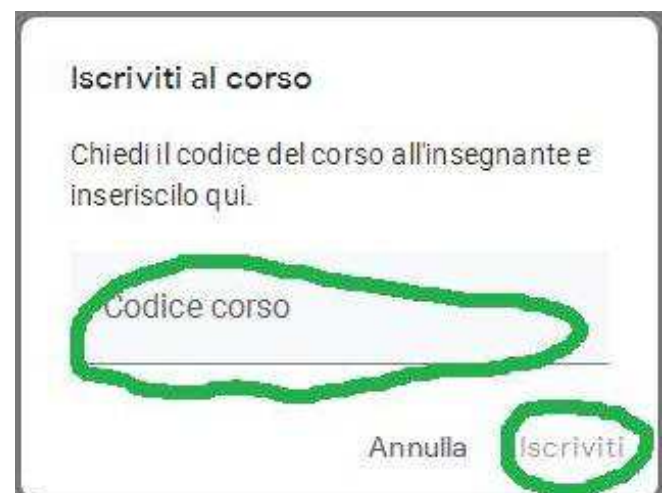 Iscriviti al corso
Chiedi il codice del corso all'insegnante e
inseriscilo qui.
Codice corso
Annulla Iscriviti